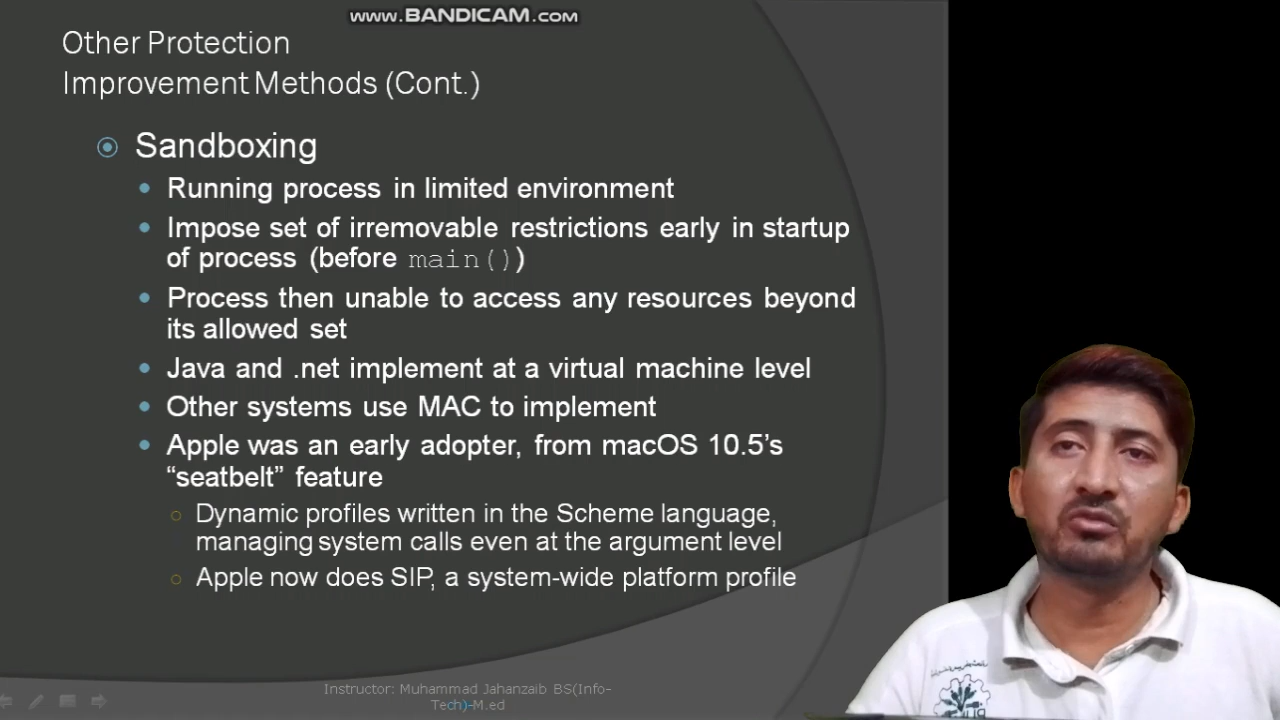 www.BANDICAM.com
Other Protection
Improvement Methods (Cont.)
Sandboxing
Running process in limited environment
Impose set of irremovable restrictions early in startup
of process (before main())
Process then unable to access any resources beyond
its allowed set
Java and .net implement at a virtual machine level
Other systems use MAC to implement
Apple was an early adopter, from macOS 10.5’s
“seatbelt” feature
Dynamic profiles written in the Scheme language,
managing system calls even at the argument level
Apple now does SIP, a system-wide platform profile
Instructor: Muhammad Jahanzaib BS(Info-
Tech)-M.ed